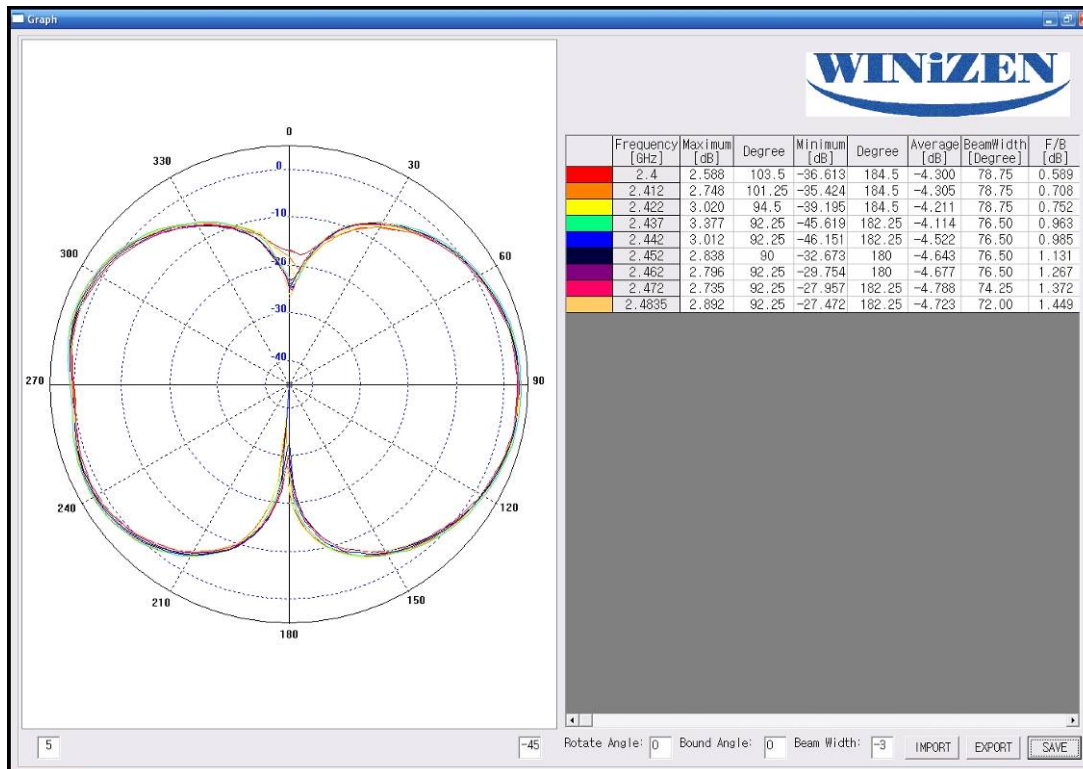 Graph
WINiZEN
0
330
30
0
-10
300
60
-20
-30
-40
270
90
240
120
210
150
180
Frequency [GHz] Maximum [dB] Degree Minimum [dB] Degree Average [dB] BeamWidth [Degree] F/B [dB]
2.4 2.588 103.5 -36.613 184.5 -4.300 78.75 0.589
2.412 2.748 101.25 -35.424 184.5 -4.305 78.75 0.708
2.422 3.020 94.5 -39.195 184.5 -4.211 78.75 0.752
2.437 3.377 92.25 -45.619 182.25 -4.114 76.50 0.963
2.442 3.012 92.25 -46.151 182.25 -4.522 76.50 0.985
2.452 2.838 90 -32.673 180 -4.643 76.50 1.131
2.462 2.796 92.25 -29.754 180 -4.677 76.50 1.267
2.472 2.735 92.25 -27.957 182.25 -4.788 74.25 1.372
2.4835 2.892 92.25 -27.472 182.25 -4.723 72.00 1.449
5 -45 Rotate Angle: 0 Bound Angle: 0 Beam Width: -3 IMPORT EXPORT SAVE